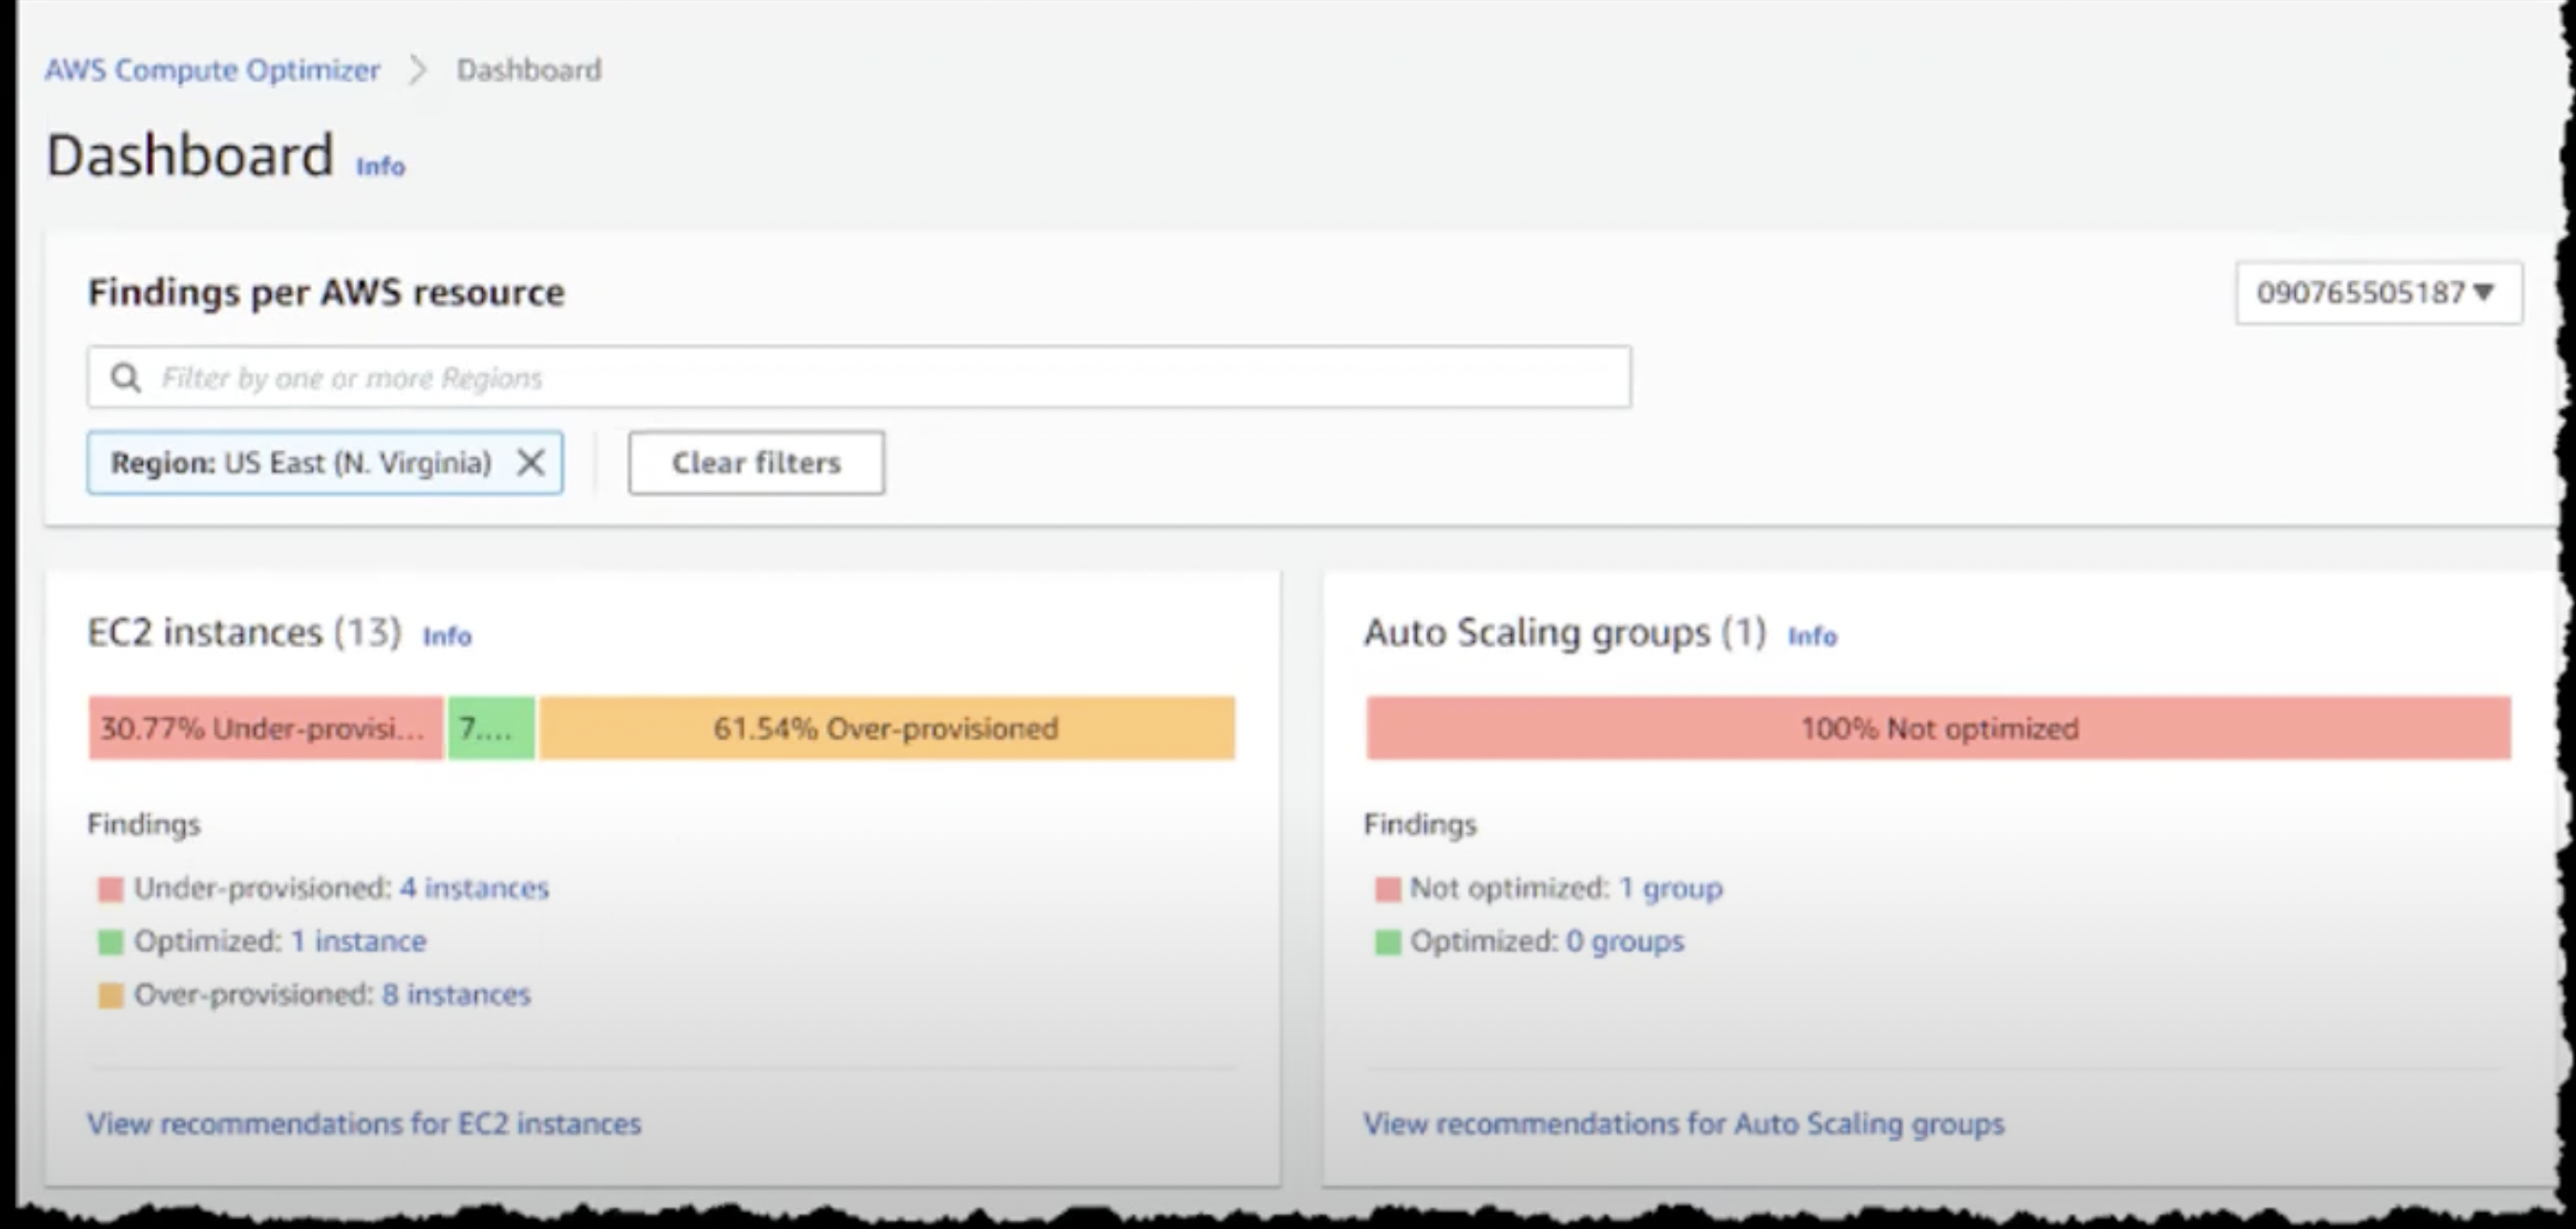 AWS Compute Optimizer > Dashboard
Dashboard Info
Findings per AWS resource
090765505187
Filter by one or more Regions
Region: US East (N. Virginia)
Clear filters
EC2 instances (13) Info
30.77% Under-provisi...
7....
61.54% Over-provisioned
Findings
Under-provisioned: 4 instances
Optimized: 1 instance
Over-provisioned: 8 instances
View recommendations for EC2 instances
Auto Scaling groups (1) Info
100% Not optimized
Findings
Not optimized: 1 group
Optimized: 0 groups
View recommendations for Auto Scaling groups